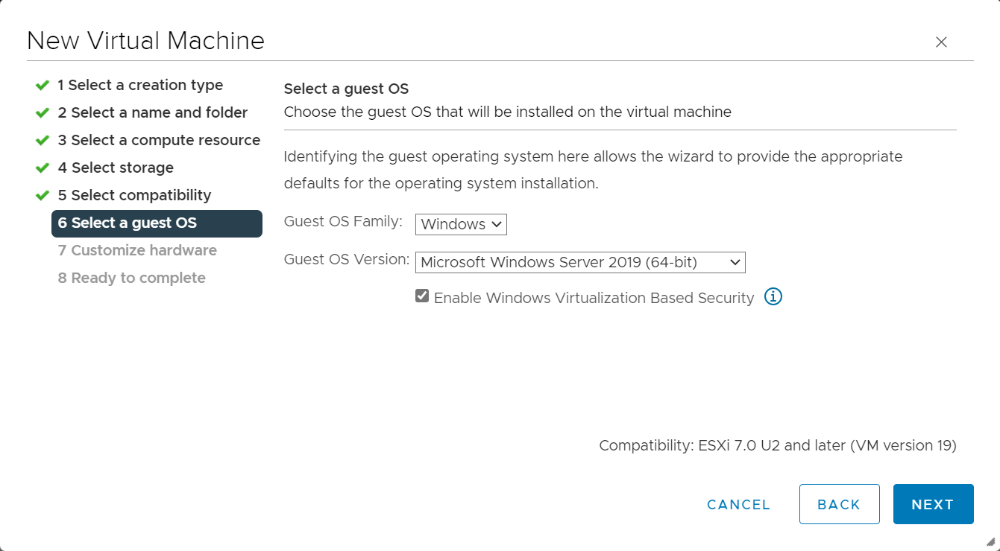 New Virtual Machine
1 Select a creation type
2 Select a name and folder
3 Select a compute resource
4 Select storage
5 Select compatibility
6 Select a guest OS
7 Customize hardware
8 Ready to complete
Select a guest OS
Choose the guest OS that will be installed on the virtual machine
Identifying the guest operating system here allows the wizard to provide the appropriate
defaults for the operating system installation.
Guest OS Family: Windows
Guest OS Version: Microsoft Windows Server 2019 (64-bit)
Enable Windows Virtualization Based Security
Compatibility: ESXi 7.0 U2 and later (VM version 19)
CANCEL BACK NEXT